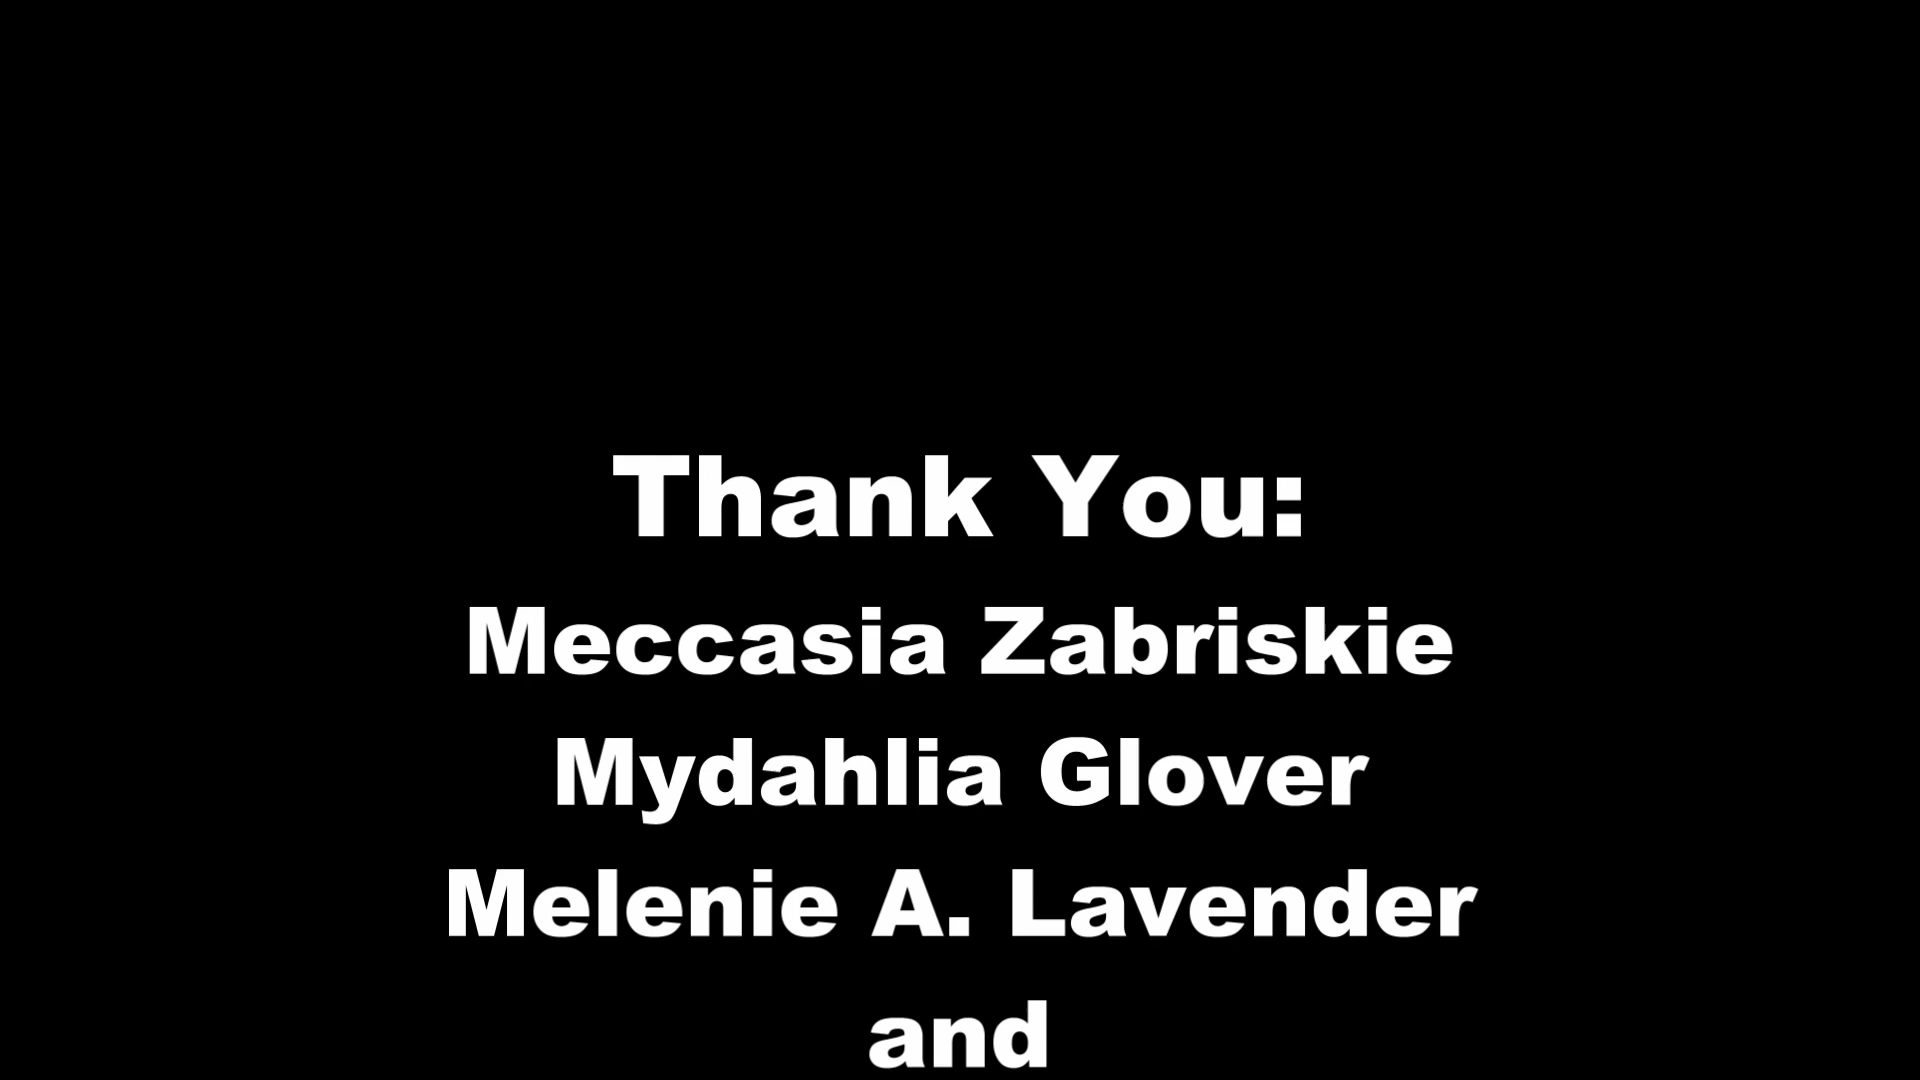 Thank You:
Meccasia Zabriskie
Mydahlia Glover
Melenie A. Lavender
and